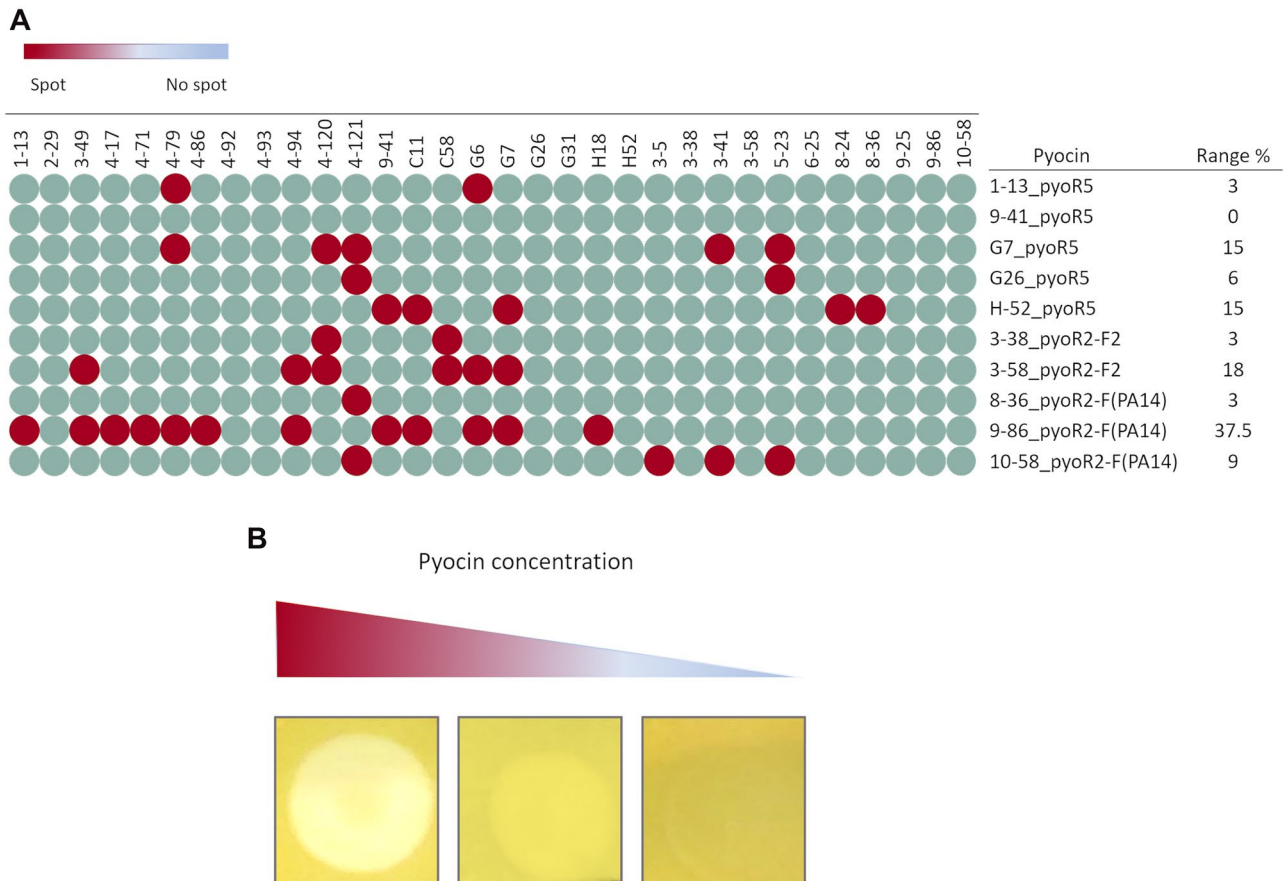 A
Spot No spot
1-13 2-29 3-49 4-17 4-71 4-79 4-86 4-92 4-93 4-94 4-120 4-121 9-41 C11 C58 G6 G7 G26 G31 H18 H52 3-5 3-38 3-41 3-58 5-23 6-25 8-24 8-36 9-25 9-86 10-58
Pyocin Range %
1-13_pyoR5 3
9-41_pyoR5 0
G7_pyoR5 15
G26_pyoR5 6
H-52_pyoR5 15
3-38_pyoR2-F2 3
3-58_pyoR2-F2 18
8-36_pyoR2-F(PA14) 3
9-86_pyoR2-F(PA14) 37.5
10-58_pyoR2-F(PA14) 9
B
Pyocin concentration